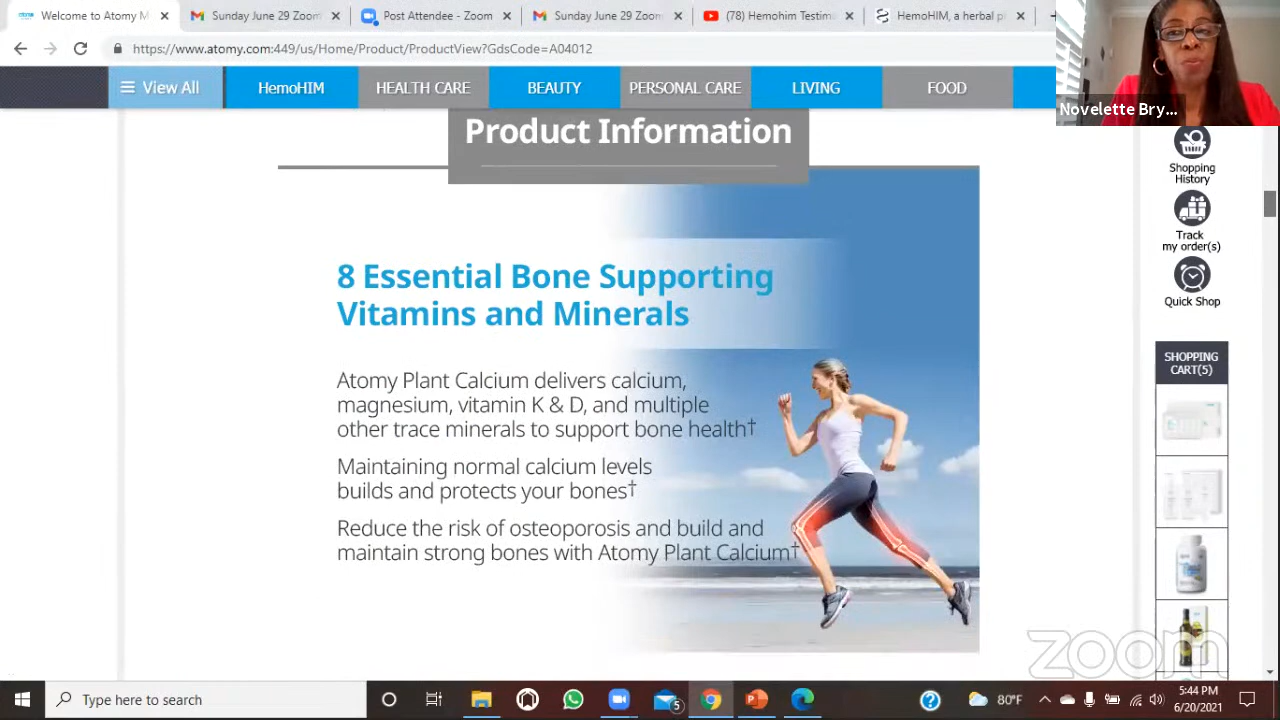 Welcome to Atomy M
Sunday June 29 Zoom
Post Attendee - Zoom
Sunday June 29 Zoom
(78) Hemohim Testima
HemoHIM, a herbal p
https://www.atomy.com:449/us/Home/Product/ProductView?GdsCode=A04012
View All
HemoHIM
HEALTH CARE
BEAUTY
PERSONAL CARE
LIVING
FOOD
Novelette Bry...
Product Information
8 Essential Bone Supporting
Vitamins and Minerals
Atomy Plant Calcium delivers calcium,
magnesium, vitamin K & D, and multiple
other trace minerals to support bone health†
Maintaining normal calcium levels
builds and protects your bones†
Reduce the risk of osteoporosis and build and
maintain strong bones with Atomy Plant Calcium†
Shopping
History
Track
my order(s)
Quick Shop
SHOPPING
CART(5)
zoom
Type here to search
5
80°F
5:44 PM
6/20/2021